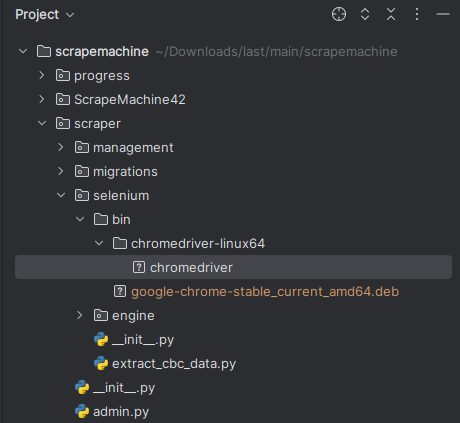 Project
scrapemachine ~/Downloads/last/main/scrapemachine
progress
ScrapeMachine42
scraper
management
migrations
selenium
bin
chromedriver-linux64
chromedriver
google-chrome-stable_current_amd64.deb
engine
__init__.py
extract_cbc_data.py
__init__.py
admin.py